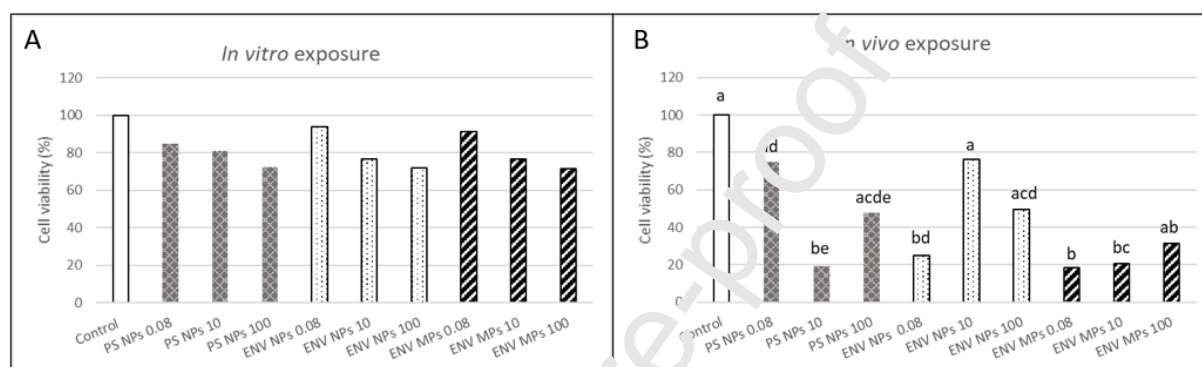 A
In vitro exposure
Cell viability (%)
120
100
80
60
40
20
0
Control
PS NPs 0.08
PS NPs 10
PS NPs 100
ENV NPs 0.08
ENV NPs 10
ENV NPs 100
ENV MPs 0.08
ENV MPs 10
ENV MPs 100
B
vivo exposure
Cell viability (%)
120
100
80
60
40
20
0
a
be
acde
bd
a
acd
b
bc
ab
Control
PS NPs 0.08
PS NPs 10
PS NPs 100
ENV NPs 0.08
ENV NPs 10
ENV NPs 100
ENV MPs 0.08
ENV MPs 10
ENV MPs 100
e-proof